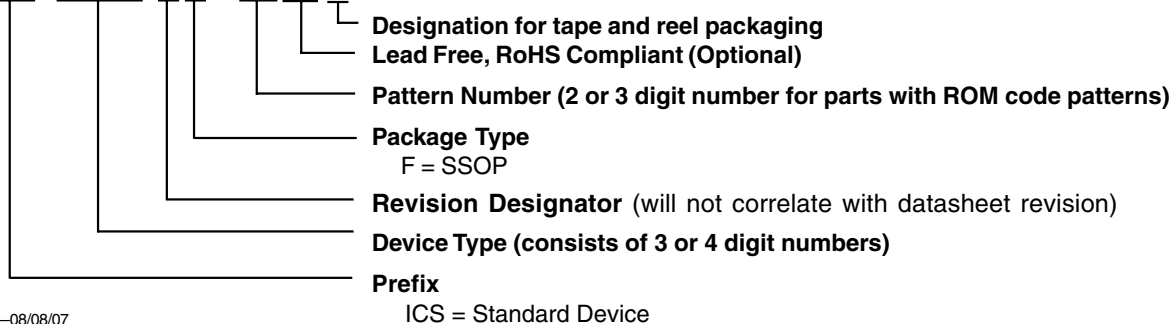 Designation for tape and reel packaging
Lead Free, RoHS Compliant (Optional)
Pattern Number (2 or 3 digit number for parts with ROM code patterns)
Package Type
F = SSOP
Revision Designator (will not correlate with datasheet revision)
Device Type (consists of 3 or 4 digit numbers)
Prefix
ICS = Standard Device
—08/08/07